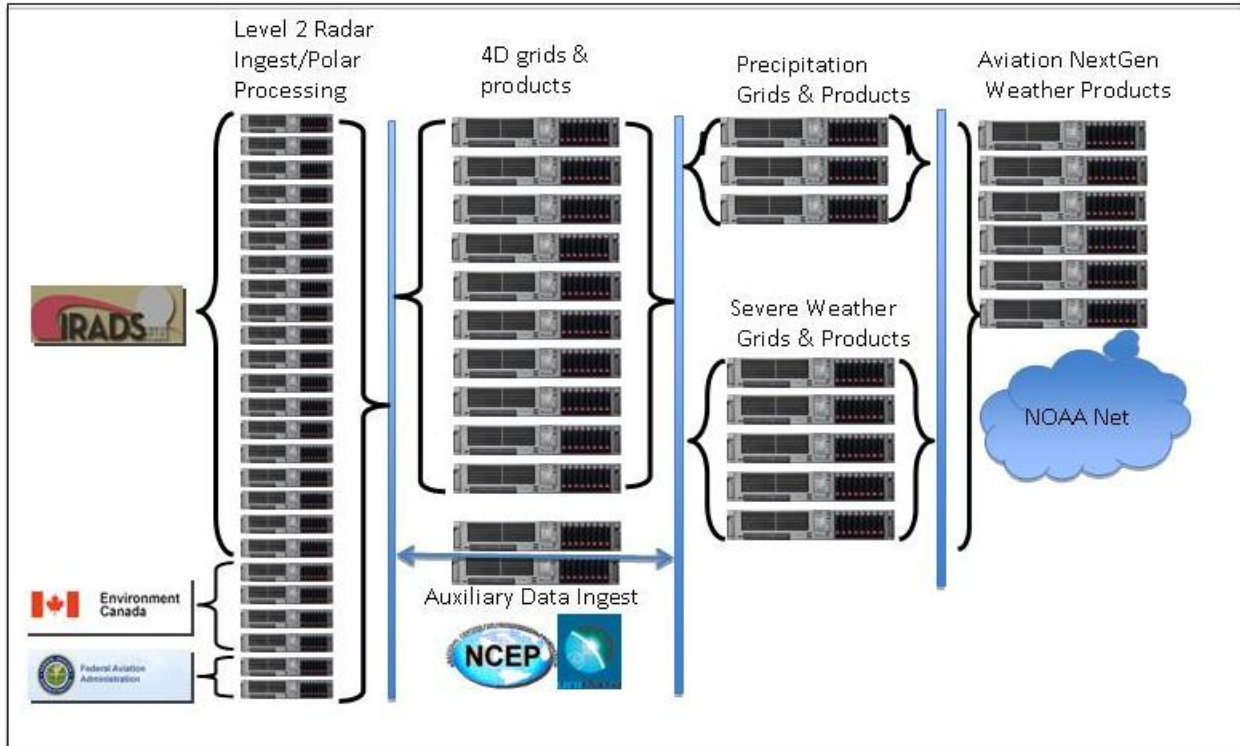 Level 2 Radar
Ingest/Polar
Processing
4D grids &
products
Precipitation
Grids & Products
Aviation NextGen
Weather Products
IRADS
Severe Weather
Grids & Products
NOAA Net
Environment
Canada
Federal Aviation
Administration
Auxiliary Data Ingest
NCEP